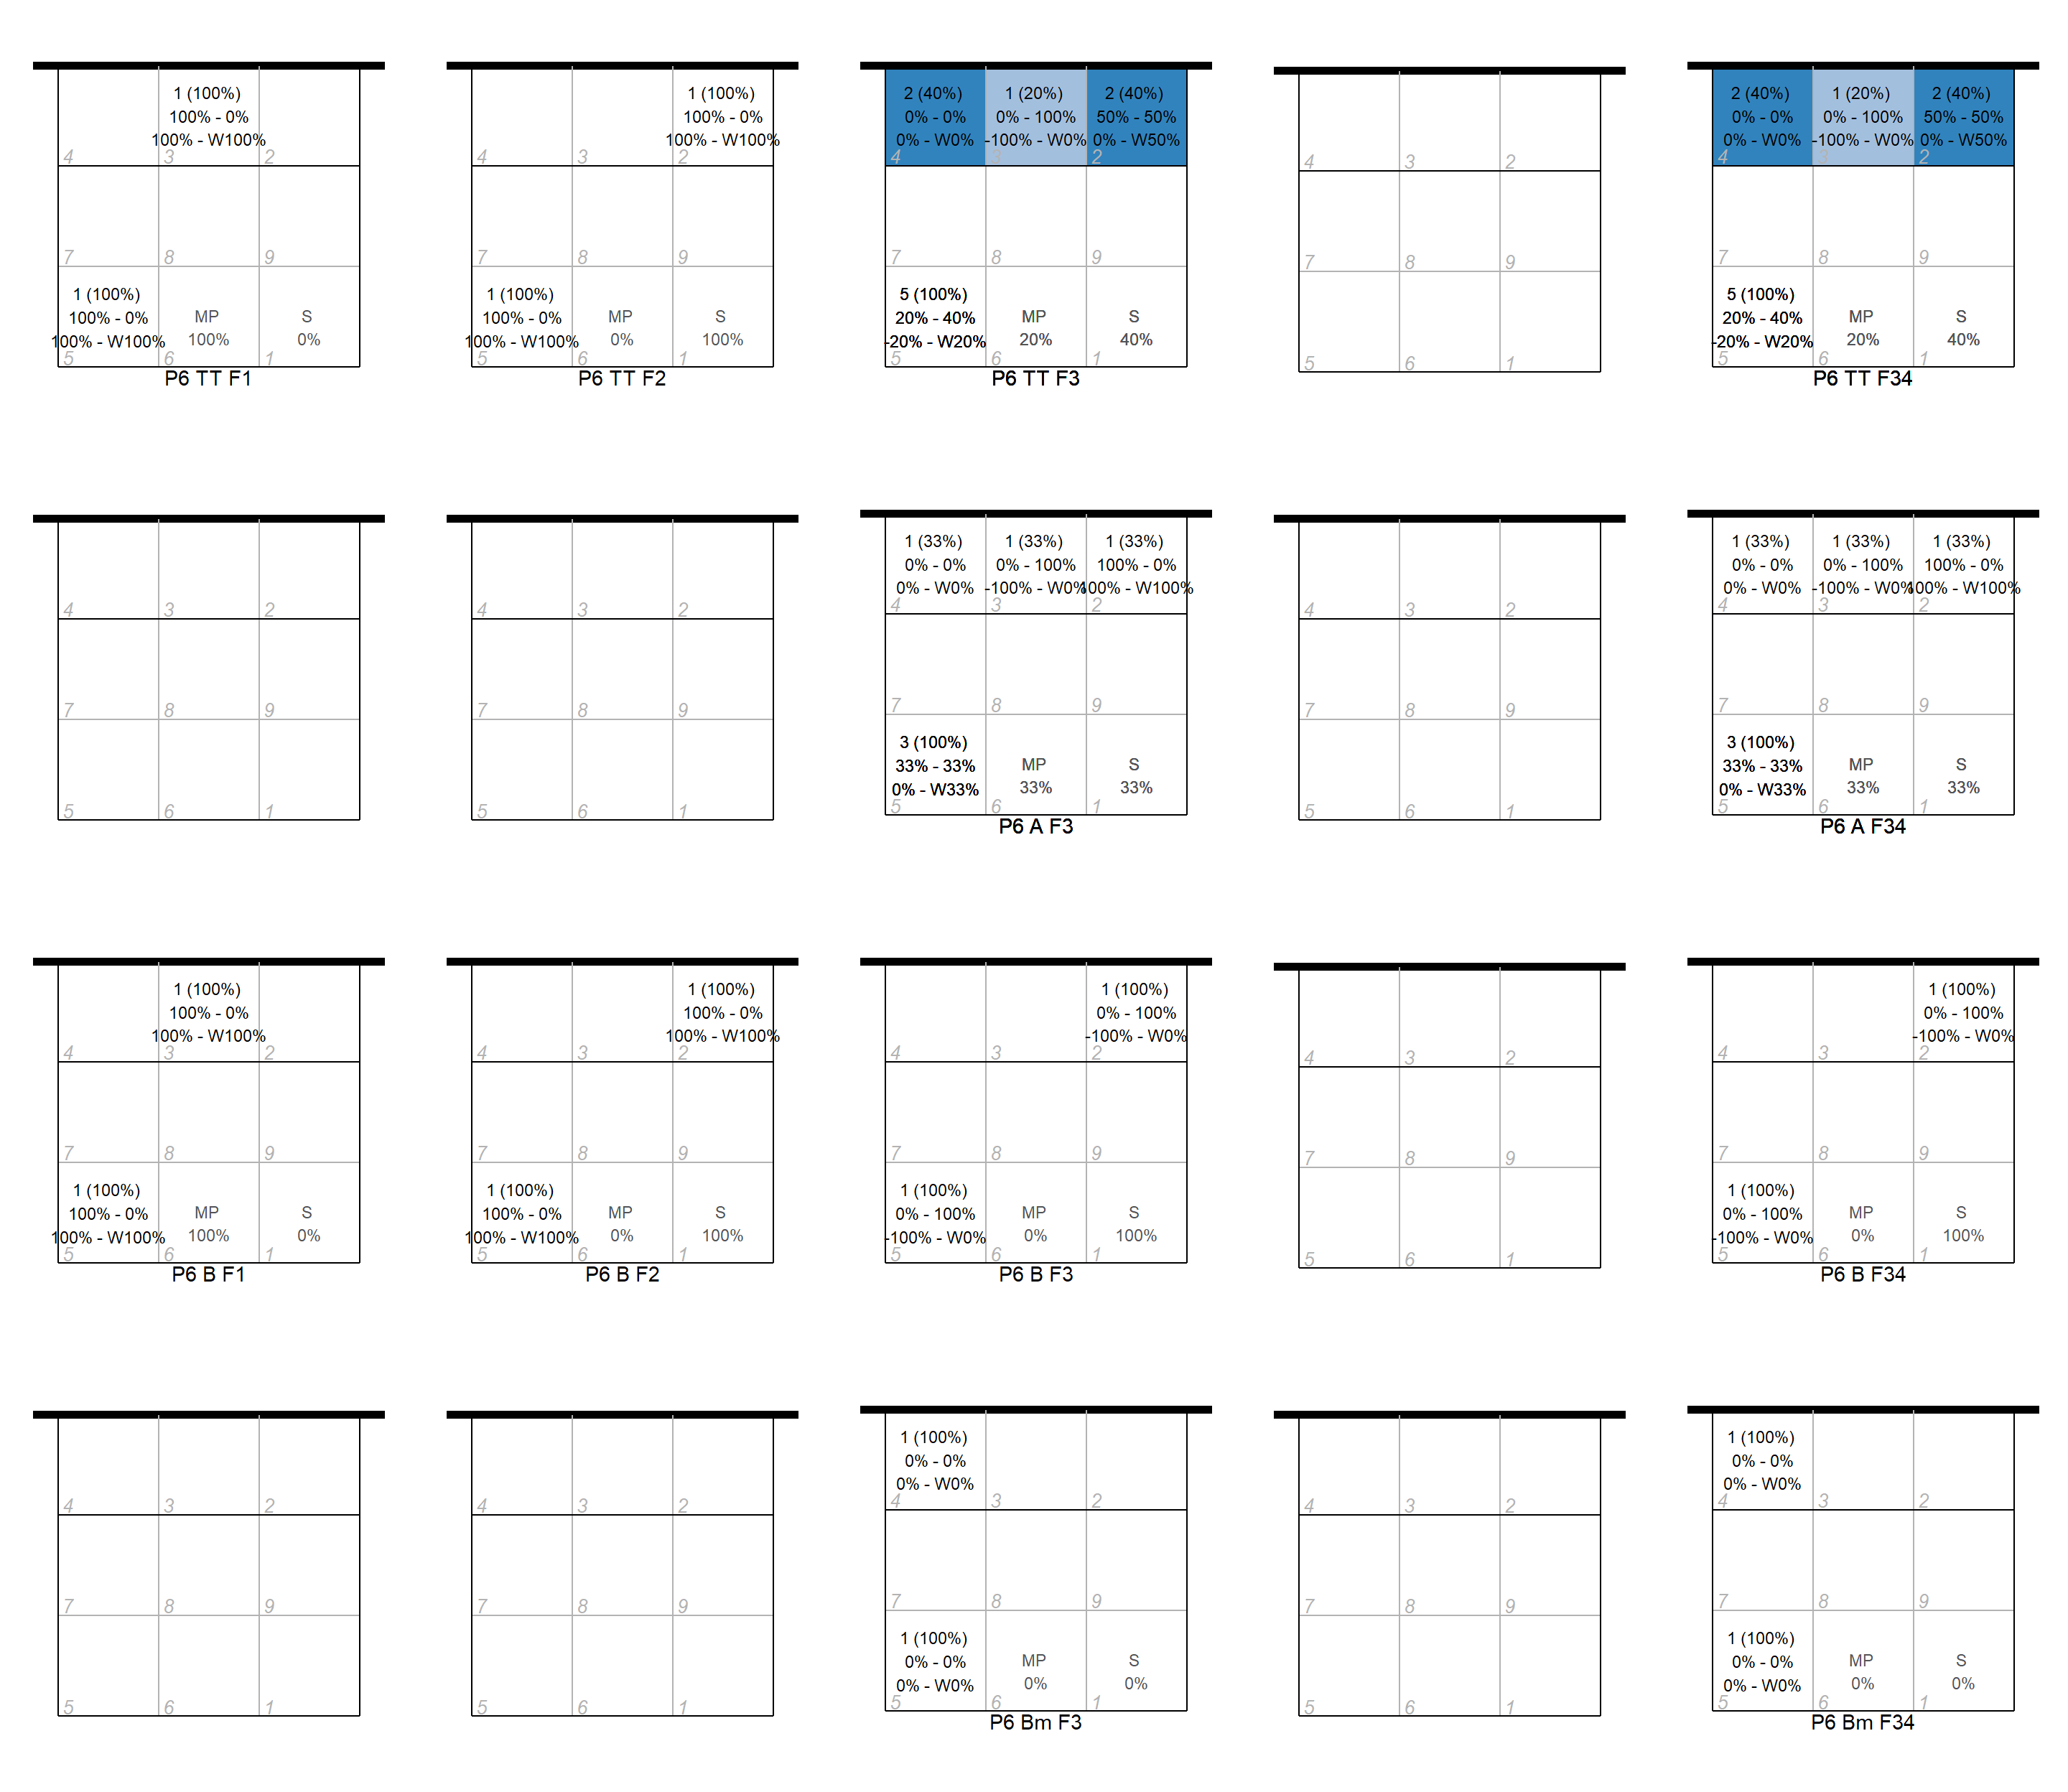 1 (100%)
100% - 0%
100% - W100%
4 3 2
7 8 9
1 (100%)
100% - 0%
100% - W100%
MP
100%
S
0%
5 6 1
P6 TT F1
1 (100%)
100% - 0%
100% - W100%
4 3 2
7 8 9
1 (100%)
100% - 0%
100% - W100%
MP
0%
S
100%
5 6 1
P6 TT F2
2 (40%)
0% - 0%
0% - W0%
1 (20%)
0% - 100%
-100% - W0%
2 (40%)
50% - 50%
0% - W50%
4 3 2
7 8 9
5 (100%)
20% - 40%
-20% - W20%
MP
20%
S
40%
5 6 1
P6 TT F3
4 3 2
7 8 9
5 6 1
2 (40%)
0% - 0%
0% - W0%
1 (20%)
0% - 100%
-100% - W0%
2 (40%)
50% - 50%
0% - W50%
4 3 2
7 8 9
5 (100%)
20% - 40%
-20% - W20%
MP
20%
S
40%
5 6 1
P6 TT F34
4 3 2
7 8 9
5 6 1
4 3 2
7 8 9
5 6 1
1 (33%)
0% - 0%
0% - W0%
1 (33%)
0% - 100%
-100% - W0%
1 (33%)
100% - 0%
100% - W100%
4 3 2
7 8 9
3 (100%)
33% - 33%
0% - W33%
MP
33%
S
33%
5 6 1
P6 A F3
4 3 2
7 8 9
5 6 1
1 (33%)
0% - 0%
0% - W0%
1 (33%)
0% - 100%
-100% - W0%
1 (33%)
100% - 0%
100% - W100%
4 3 2
7 8 9
3 (100%)
33% - 33%
0% - W33%
MP
33%
S
33%
5 6 1
P6 A F34
1 (100%)
100% - 0%
100% - W100%
4 3 2
7 8 9
1 (100%)
100% - 0%
100% - W100%
MP
100%
S
0%
5 6 1
P6 B F1
1 (100%)
100% - 0%
100% - W100%
4 3 2
7 8 9
1 (100%)
100% - 0%
100% - W100%
MP
0%
S
100%
5 6 1
P6 B F2
1 (100%)
0% - 100%
-100% - W0%
4 3 2
7 8 9
1 (100%)
0% - 100%
-100% - W0%
MP
0%
S
100%
5 6 1
P6 B F3
4 3 2
7 8 9
5 6 1
1 (100%)
0% - 100%
-100% - W0%
4 3 2
7 8 9
1 (100%)
0% - 100%
-100% - W0%
MP
0%
S
100%
5 6 1
P6 B F34
4 3 2
7 8 9
5 6 1
4 3 2
7 8 9
5 6 1
1 (100%)
0% - 0%
0% - W0%
4 3 2
7 8 9
1 (100%)
0% - 0%
0% - W0%
MP
0%
S
0%
5 6 1
P6 Bm F3
4 3 2
7 8 9
5 6 1
1 (100%)
0% - 0%
0% - W0%
4 3 2
7 8 9
1 (100%)
0% - 0%
0% - W0%
MP
0%
S
0%
5 6 1
P6 Bm F34